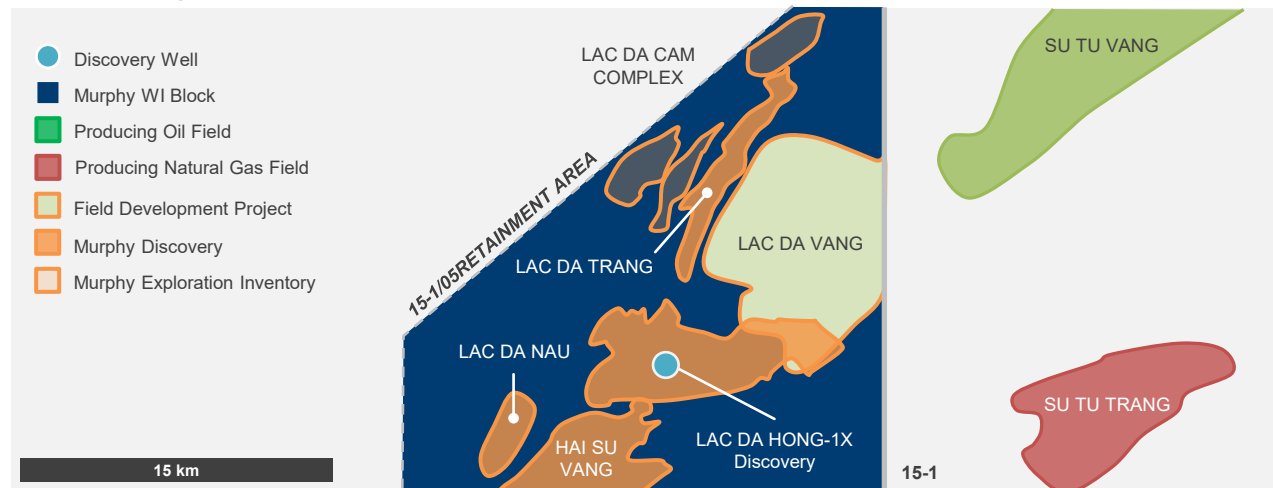 Discovery Well
Murphy WI Block
Producing Oil Field
Producing Natural Gas Field
Field Development Project
Murphy Discovery
Murphy Exploration Inventory
15 km
LAC DA CAM
COMPLEX
15-1/05RETAINMENT AREA
LAC DA TRANG
LAC DA VANG
LAC DA NAU
HAI SU
VANG
LAC DA HONG-1X
Discovery
SU TU VANG
SU TU TRANG
15-1